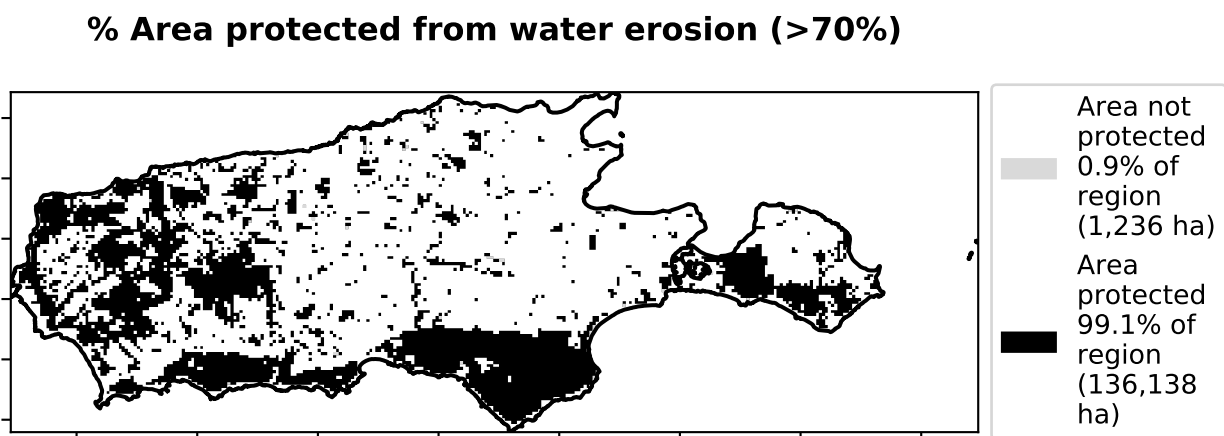 % Area protected from water erosion (>70%)
Area not
protected
0.9% of
region
(1,236 ha)
Area
protected
99.1% of
region
(136,138
ha)